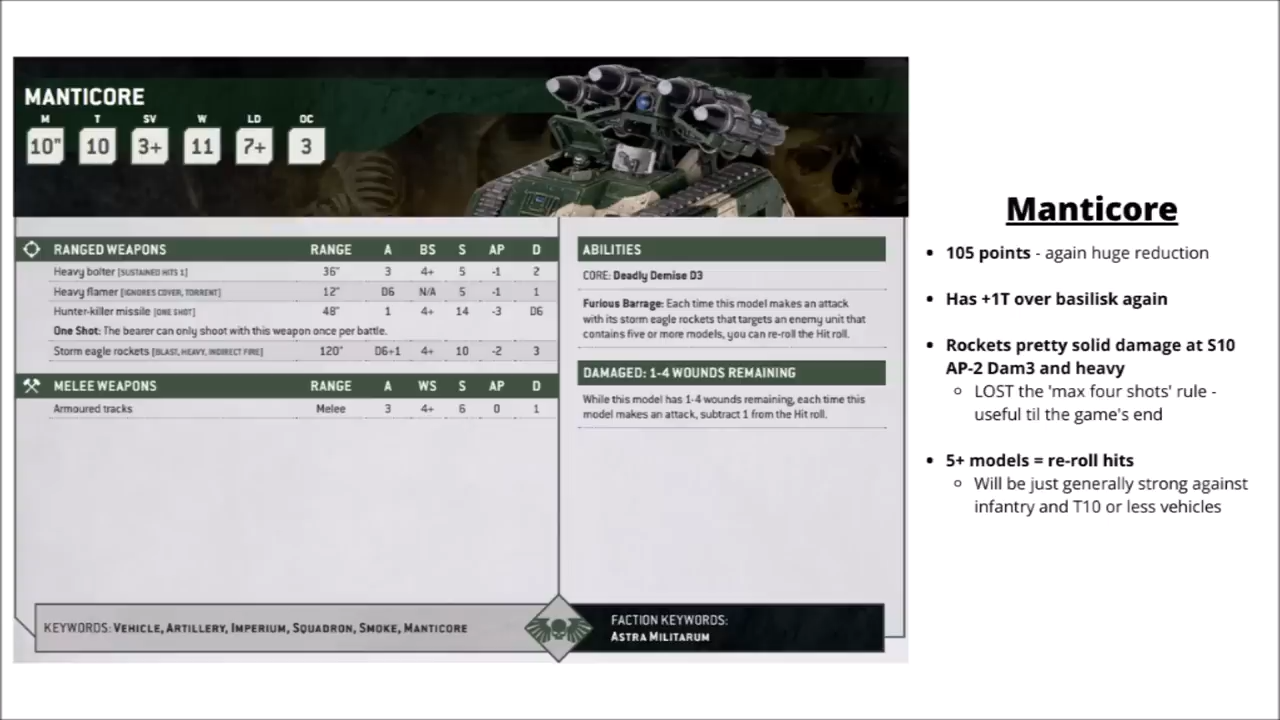 MANTICORE
M T SV W LD OC
10" 10 3+ 11 7+ 3
RANGED WEAPONS RANGE A BS S AP D
Heavy bolter [SUSTAINED HITS 1] 36" 3 4+ 5 -1 2
Heavy flamer [IGNORES COVER, TORRENT] 12" D6 N/A 5 -1 1
Hunter-killer missile [ONE SHOT] 48" 1 4+ 14 -3 D6
One Shot: The bearer can only shoot with this weapon once per battle.
Storm eagle rockets [BLAST, HEAVY, INDIRECT FIRE] 120" D6+1 4+ 10 -2 3
MELEE WEAPONS RANGE A WS S AP D
Armoured tracks Melee 3 4+ 6 0 1
ABILITIES
CORE: Deadly Demise D3
Furious Barrage: Each time this model makes an attack
with its storm eagle rockets that targets an enemy unit that
contains five or more models, you can re-roll the Hit roll.
DAMAGED: 1-4 WOUNDS REMAINING
While this model has 1-4 wounds remaining, each time this
model makes an attack, subtract 1 from the Hit roll.
KEYWORDS: VEHICLE, ARTILLERY, IMPERIUM, SQUADRON, SMOKE, MANTICORE
FACTION KEYWORDS:
ASTRA MILITARUM
Manticore
• 105 points - again huge reduction
• Has +1T over basilisk again
• Rockets pretty solid damage at S10
AP-2 Dam3 and heavy
○ LOST the 'max four shots' rule -
useful til the game's end
• 5+ models = re-roll hits
○ Will be just generally strong against
infantry and T10 or less vehicles